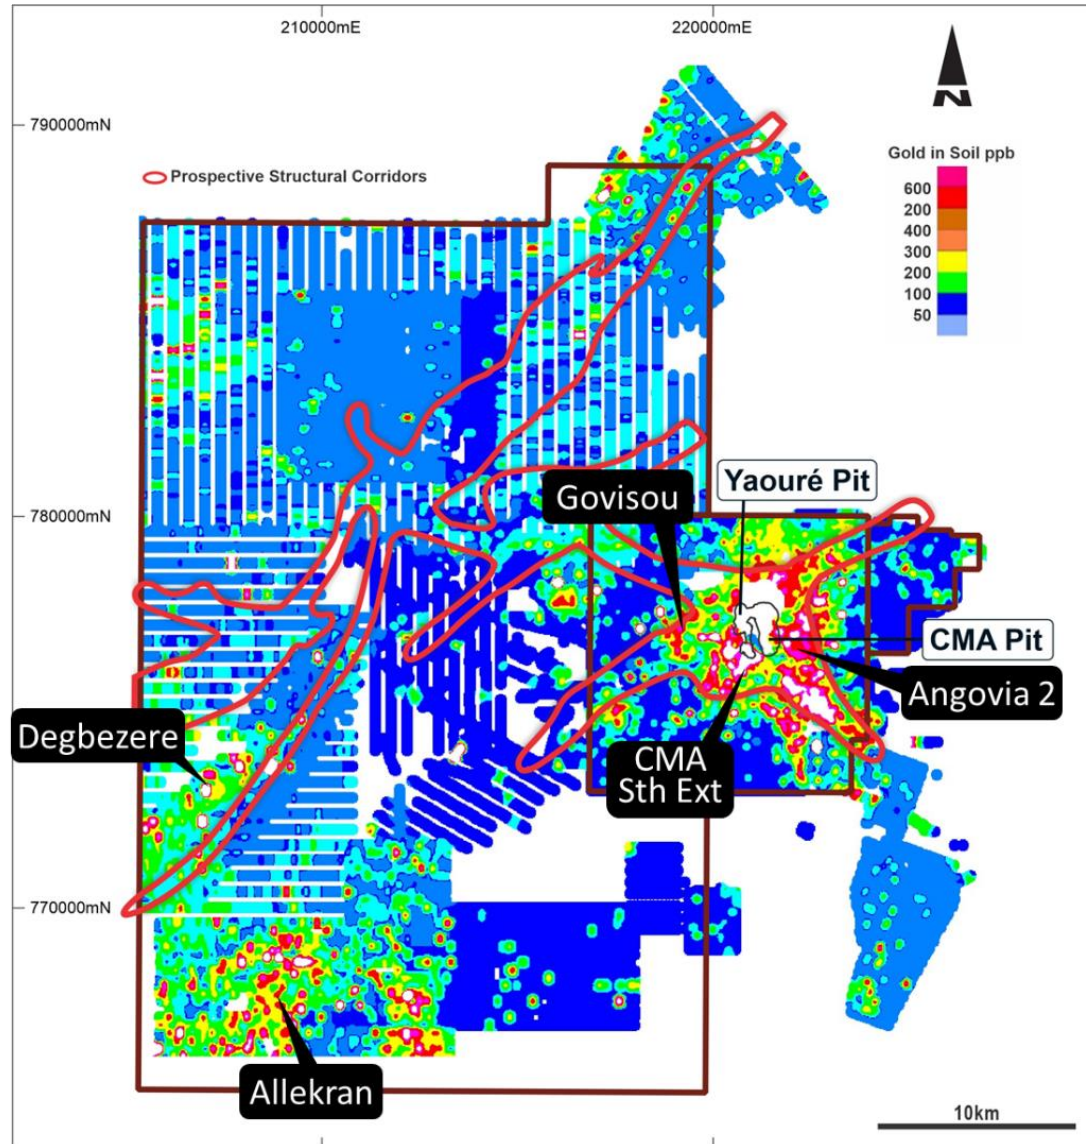 210000mE
220000mE
N
790000mN
Gold in Soil ppb
Prospective Structural Corridors
600
200
400
300
200
100
50
Yaouré Pit
Govisou
780000mN
CMA Pit
Angovia 2
Degbezere
CMA
Sth Ext
770000mN
Allekran
10km